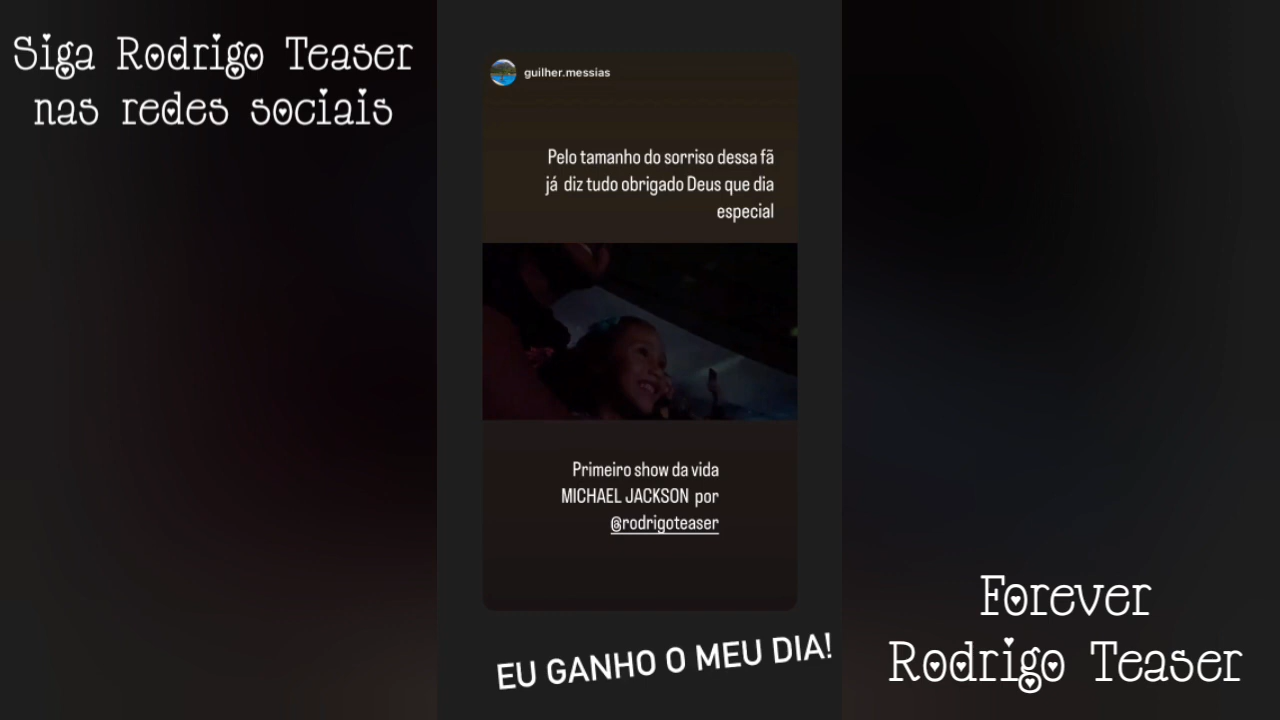 Siga Rodrigo Teaser
nas redes sociais
guilher.messias
Pelo tamanho do sorriso dessa fã
já diz tudo obrigado Deus que dia
especial
Primeiro show da vida
MICHAEL JACKSON por
@rodrigoteaser
EU GANHO O MEU DIA!
Forever
Rodrigo Teaser